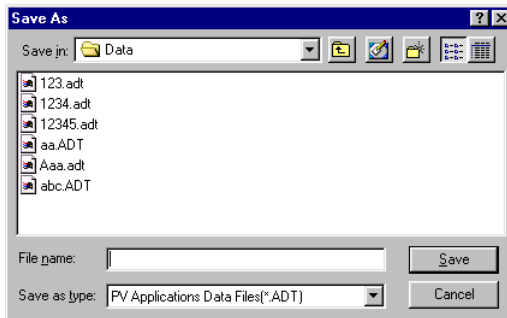 Save As
Save in: Data
123.adt
1234.adt
12345.adt
aa.ADT
Aaa.adt
abc.ADT
File name:
Save
Save as type: PV Applications Data Files(*.ADT)
Cancel